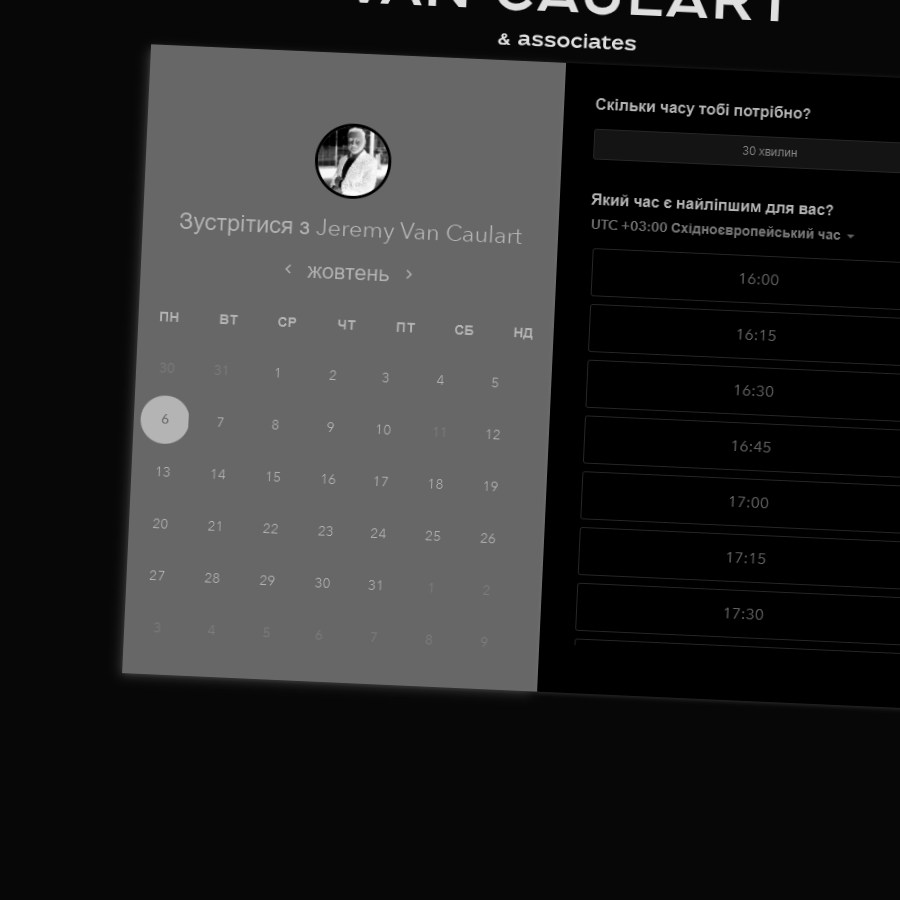 VAN CAULART
& associates
Зустрітися з Jeremy Van Caulart
жовтень
ПН ВТ СР ЧТ ПТ СБ НД
30 31 1 2 3 4 5
6 7 8 9 10 11 12
13 14 15 16 17 18 19
20 21 22 23 24 25 26
27 28 29 30 31 1 2
3 4 5 6 7 8 9
Скільки часу тобі потрібно?
30 хвилин
Який час є найліпшим для вас?
UTC +03:00 Східноєвропейський час
16:00
16:15
16:30
16:45
17:00
17:15
17:30